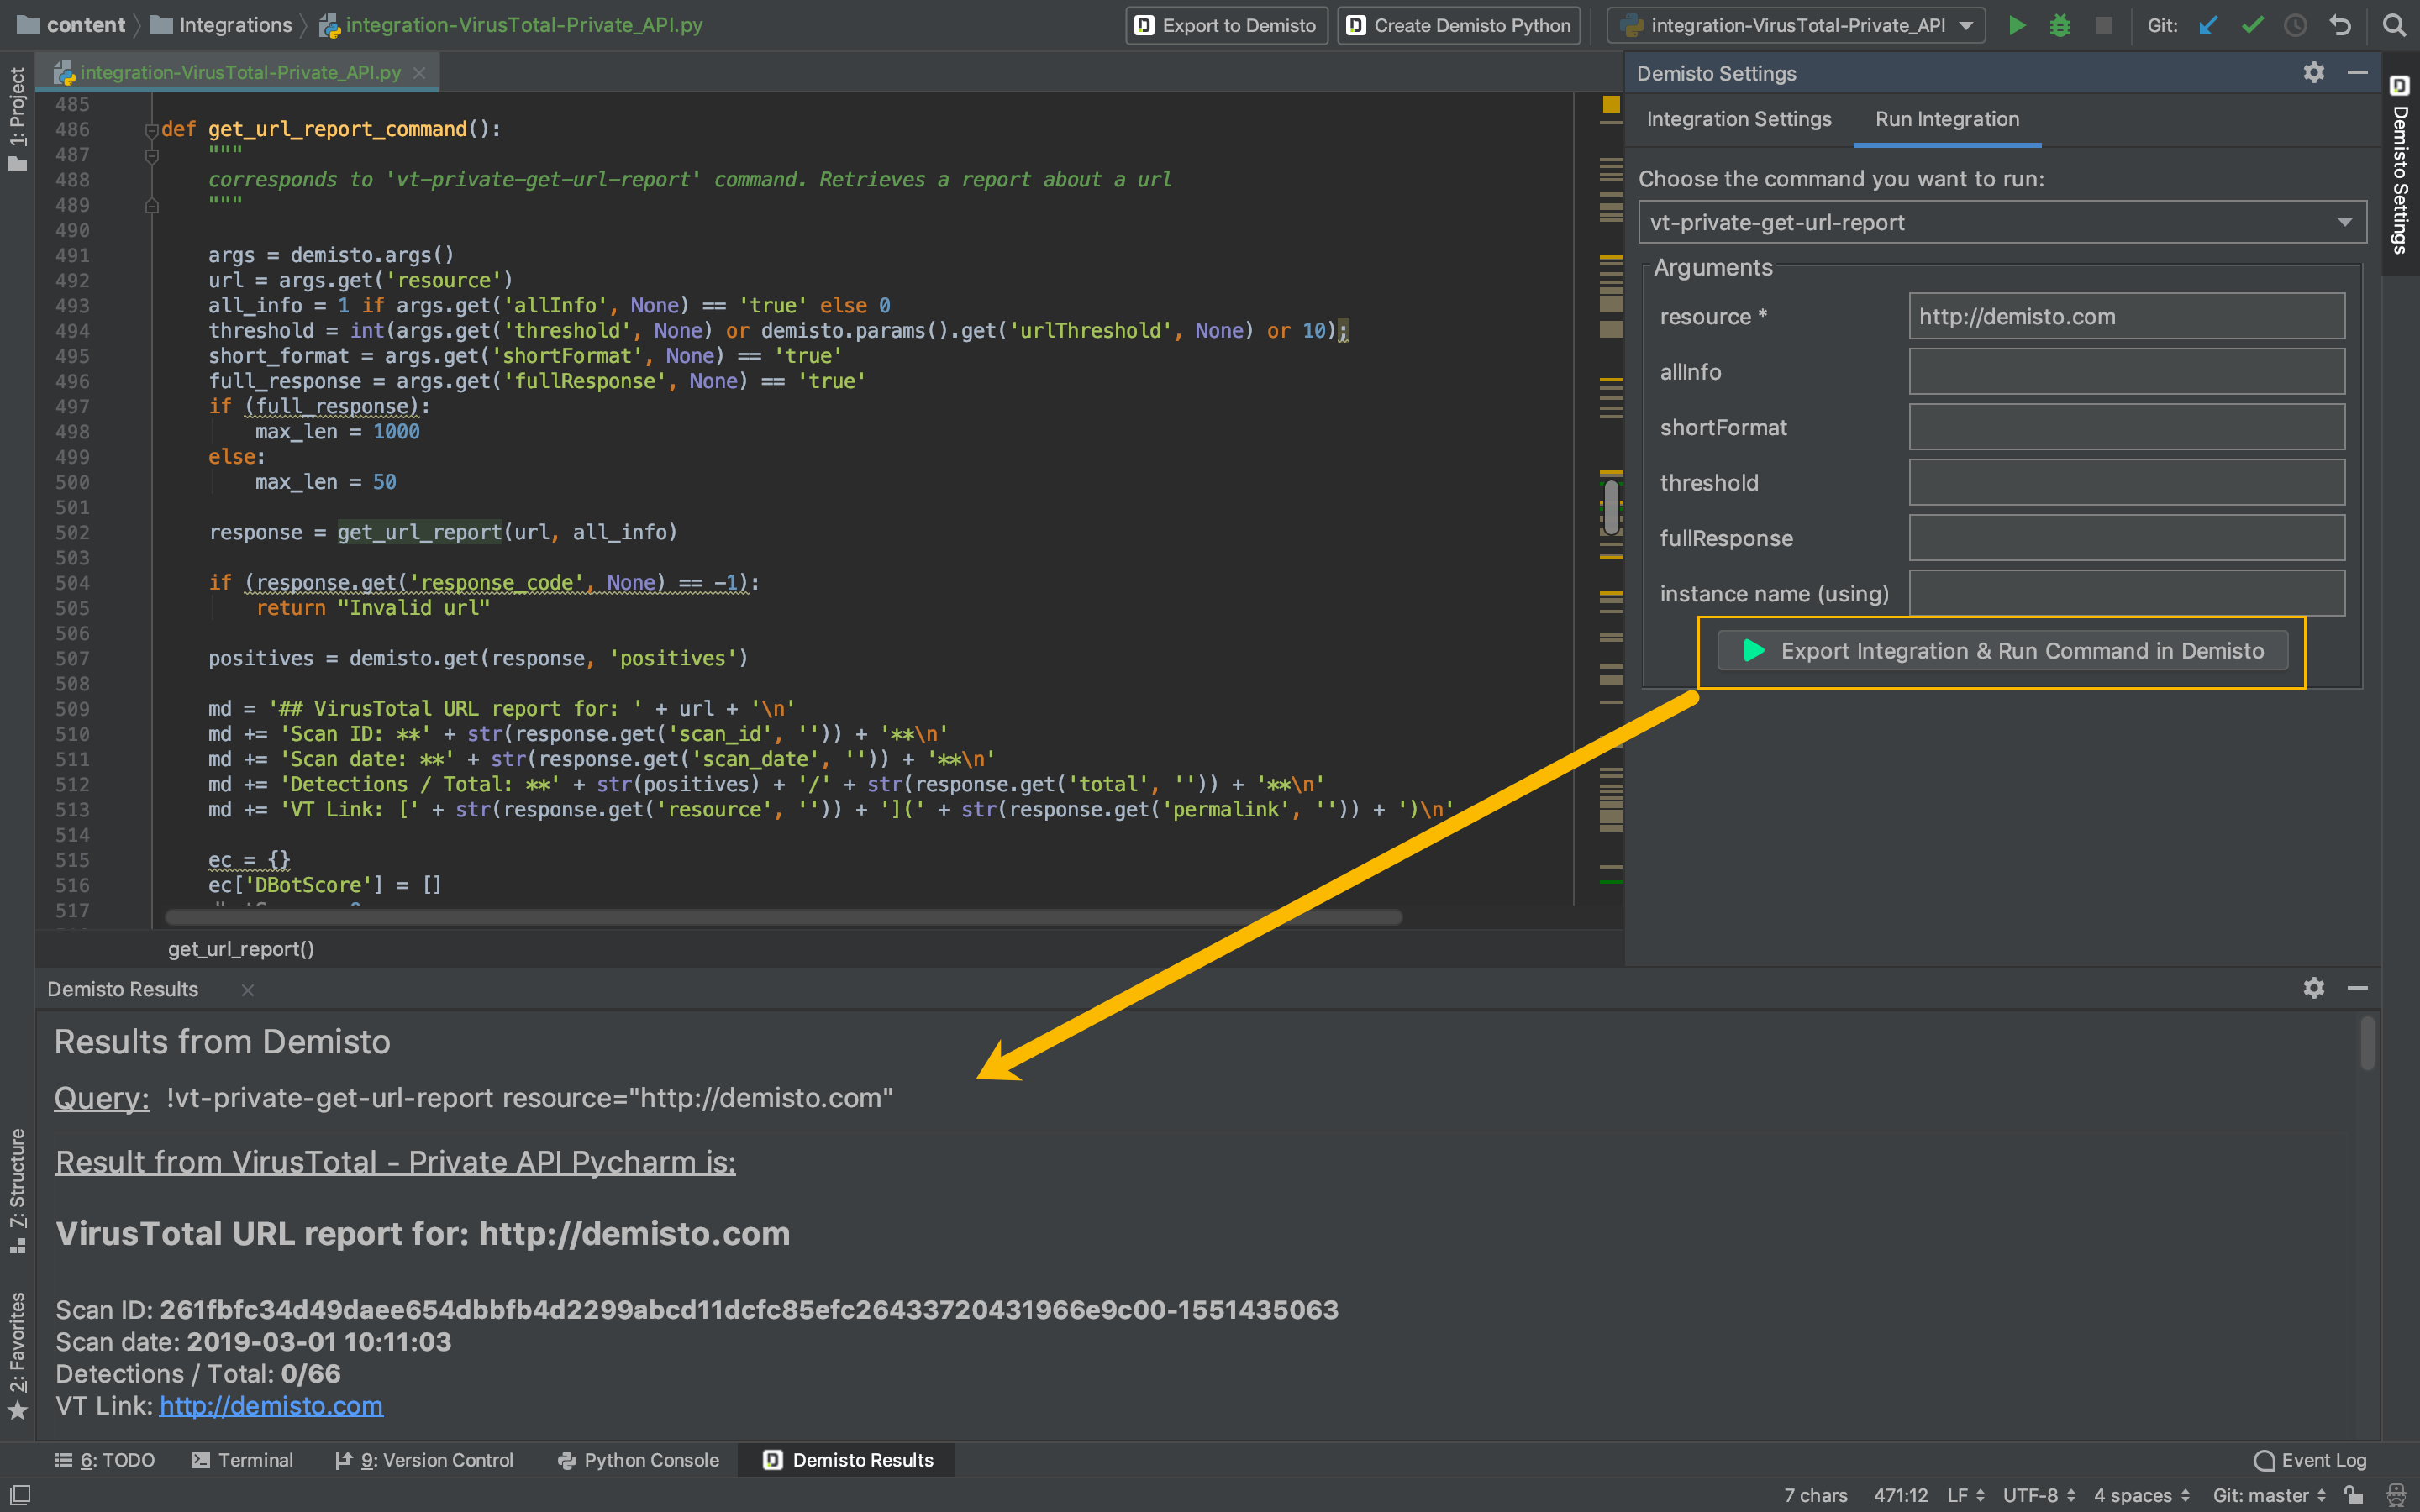 content Integrations integration-VirusTotal-Private_API.py Export to Demisto Create Demisto Python integration-VirusTotal-Private_API Git:
integration-VirusTotal-Private_API.py
1: Project
7: Structure
2: Favorites
485
486 def get_url_report_command():
487 """
488 corresponds to 'vt-private-get-url-report' command. Retrieves a report about a url
489 """
490
491 args = demisto.args()
492 url = args.get('resource')
493 all_info = 1 if args.get('allInfo', None) == 'true' else 0
494 threshold = int(args.get('threshold', None) or demisto.params().get('urlThreshold', None) or 10);
495 short_format = args.get('shortFormat', None) == 'true'
496 full_response = args.get('fullResponse', None) == 'true'
497 if (full_response):
498 max_len = 1000
499 else:
500 max_len = 50
501
502 response = get_url_report(url, all_info)
503
504 if (response.get('response_code', None) == -1):
505 return "Invalid url"
506
507 positives = demisto.get(response, 'positives')
508
509 md = '## VirusTotal URL report for: ' + url + '\n'
510 md += 'Scan ID: **' + str(response.get('scan_id', '')) + '**\n'
511 md += 'Scan date: **' + str(response.get('scan_date', '')) + '**\n'
512 md += 'Detections / Total: **' + str(positives) + '/' + str(response.get('total', '')) + '**\n'
513 md += 'VT Link: [' + str(response.get('resource', '')) + '](' + str(response.get('permalink', '')) + ')\n'
514
515 ec = {}
516 ec['DBotScore'] = []
517
get_url_report()
Demisto Settings
Integration Settings Run Integration
Choose the command you want to run:
vt-private-get-url-report
Arguments
resource * http://demisto.com
allInfo
shortFormat
threshold
fullResponse
instance name (using)
Export Integration & Run Command in Demisto
Demisto Settings
Demisto Results
Results from Demisto
Query: !vt-private-get-url-report resource="http://demisto.com"
Result from VirusTotal - Private API Pycharm is:
VirusTotal URL report for: http://demisto.com
Scan ID: 261fbfc34d49daee654dbbfb4d2299abcd11dcfc85efc26433720431966e9c00-1551435063
Scan date: 2019-03-01 10:11:03
Detections / Total: 0/66
VT Link: http://demisto.com
6: TODO Terminal 9: Version Control Python Console Demisto Results Event Log
7 chars 471:12 LF UTF-8 4 spaces Git: master